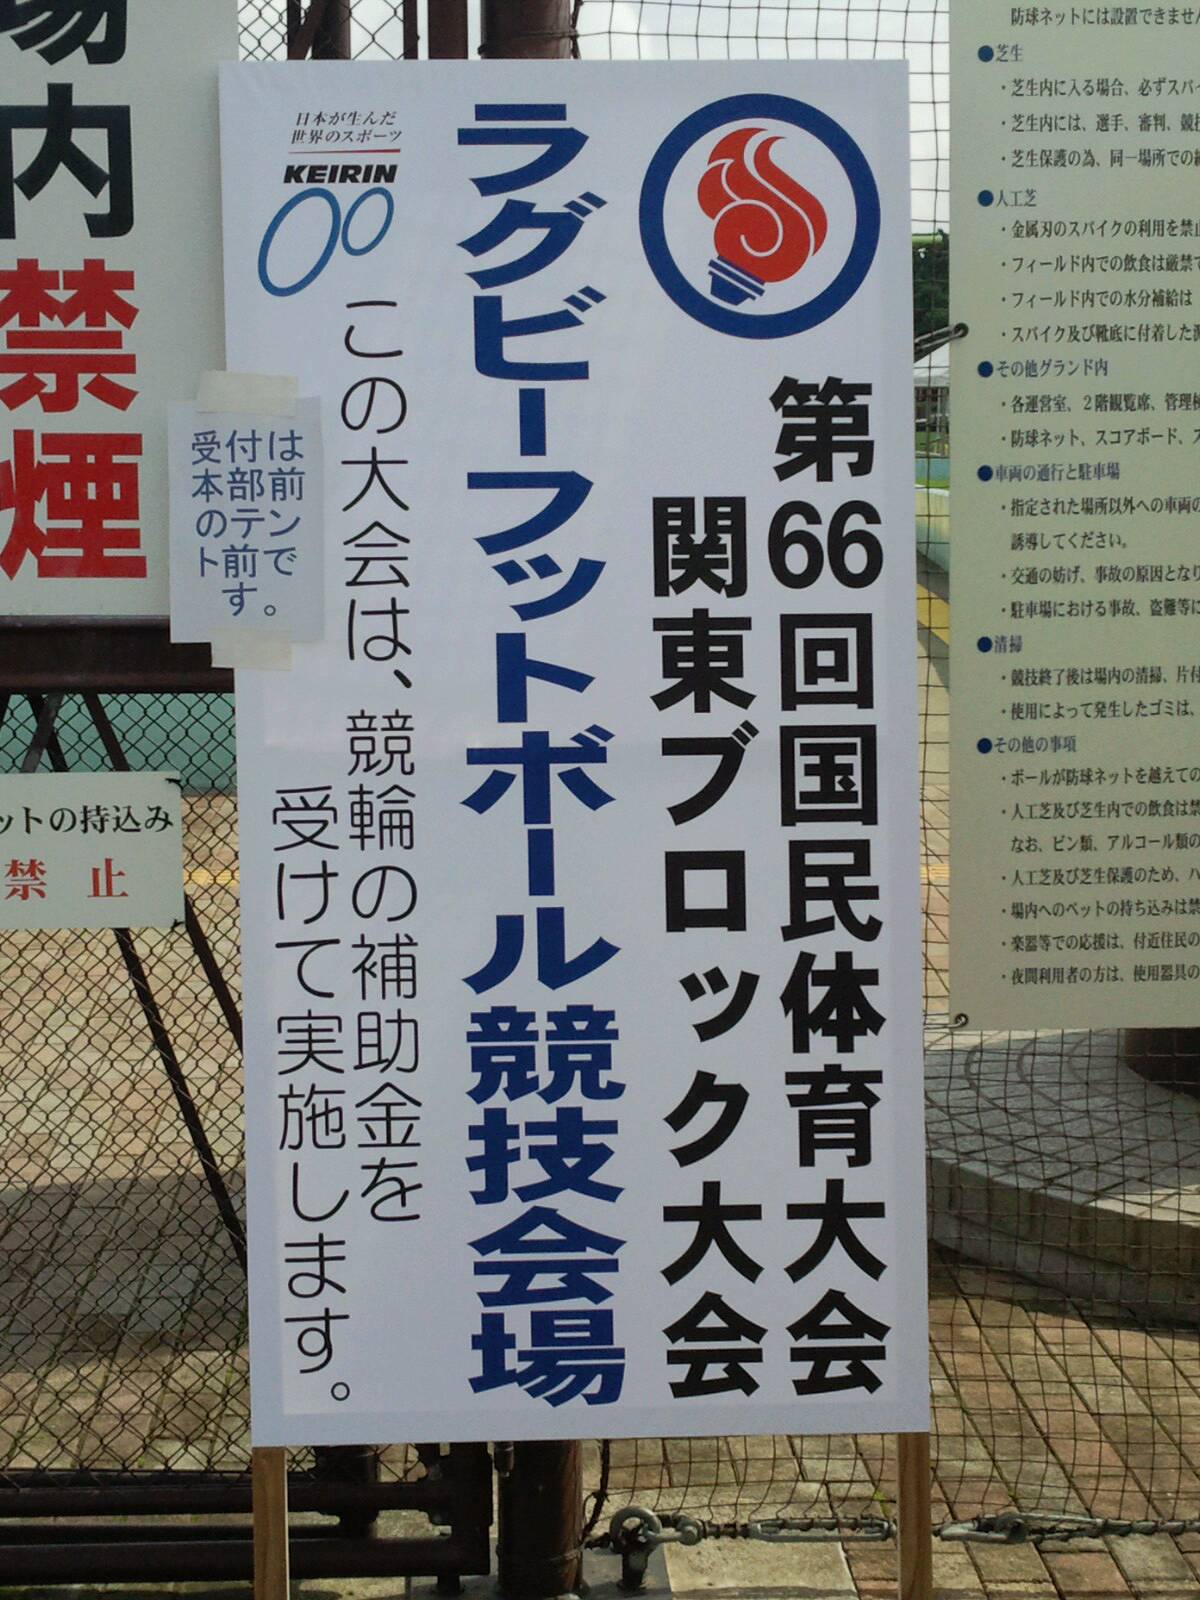 場内
禁煙
ットの持込み
禁止
受付は
本部前
のテン
ト前で
す。
日本が生んだ
世界のスポーツ
KEIRIN
第66回国民体育大会
関東ブロック大会
ラグビーフットボール競技会場
この大会は、競輪の補助金を
受けて実施します。
防球ネットには設置できません
●芝生
・芝生内に入る場合、必ずスパイ
・芝生内には、選手、審判、競技
・芝生保護の為、同一場所での
●人工芝
・金属刃のスパイクの利用を禁止
・フィールド内での飲食は厳禁で
・フィールド内での水分補給は
・スパイク及び靴底に付着した
●その他グランド内
・各運営室、2階観覧席、管理
・防球ネット、スコアボード、
●車両の通行と駐車場
・指定された場所以外への車両の
誘導してください。
・交通の妨げ、事故の原因となり
・駐車場における事故、盗難等に
●清掃
・競技終了後は場内の清掃、片付
・使用によって発生したゴミは、
●その他の事項
・ボールが防球ネットを越えての
・人工芝及び芝生内での飲食は禁
なお、ビン類、アルコール類の
・人工芝及び芝生保護のため、ハ
・場内へのペットの持ち込みは禁
・楽器等での応援は、付近住民の
・夜間利用者の方は、使用器具の